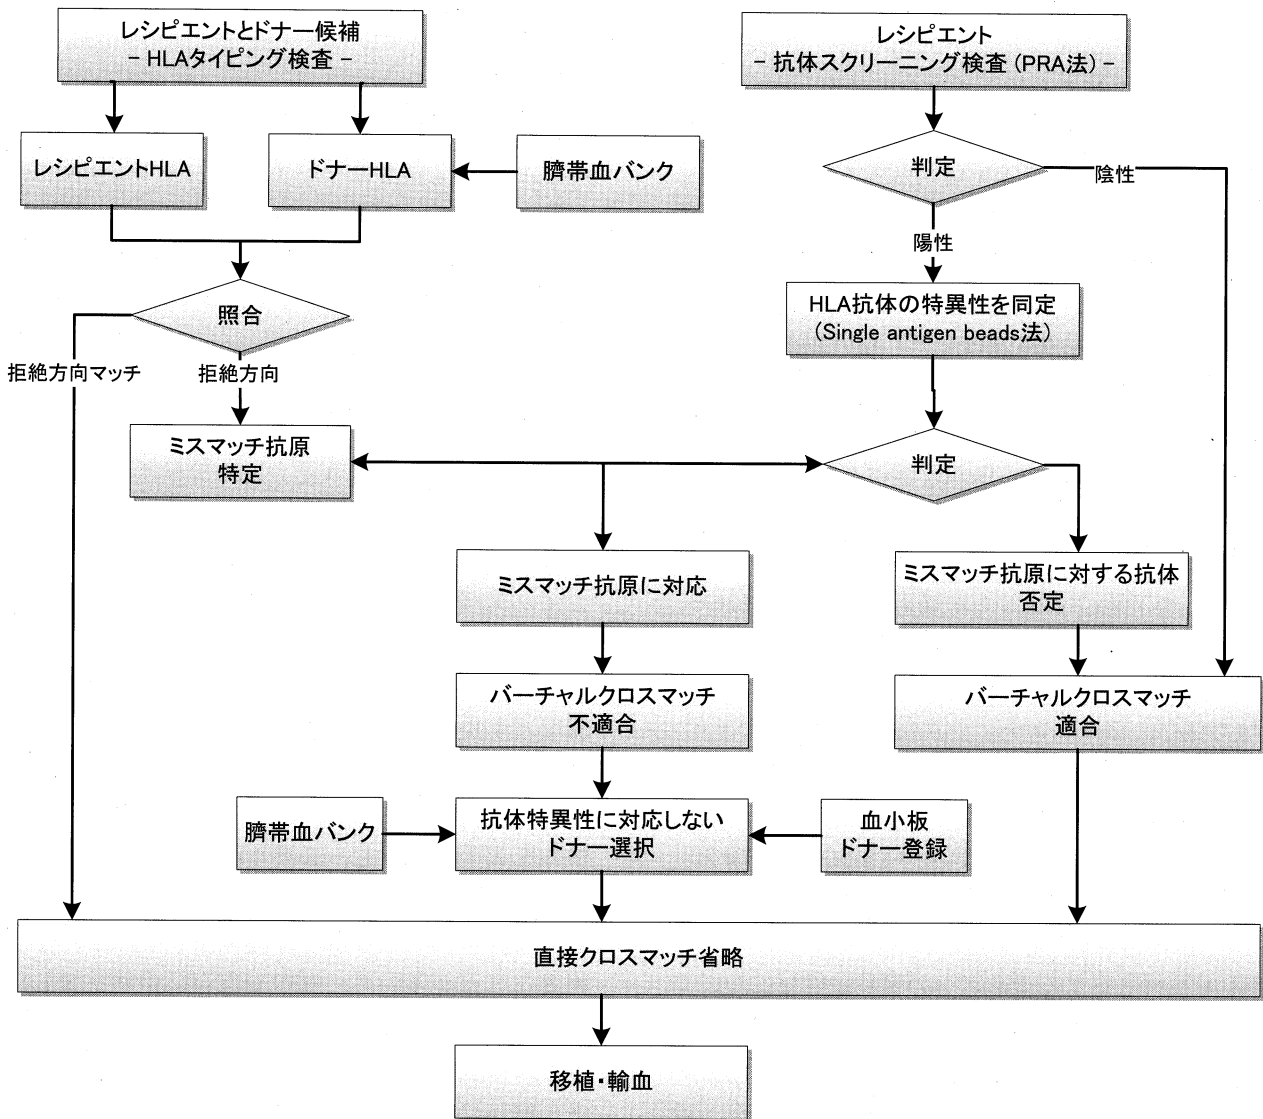 レシピエントとドナー候補
- HLAタイピング検査 -
レシピエント
- 抗体スクリーニング検査（PRA法）-
レシピエントHLA
ドナーHLA
臍帯血バンク
判定
陰性
陽性
照合
HLA抗体の特異性を同定
（Single antigen beads法）
拒絶方向マッチ
拒絶方向
ミスマッチ抗原
特定
判定
ミスマッチ抗原に対応
ミスマッチ抗原に対する抗体
否定
バーチャルクロスマッチ
不適合
バーチャルクロスマッチ
適合
臍帯血バンク
抗体特異性に対応しない
ドナー選択
血小板
ドナー登録
直接クロスマッチ省略
移植・輸血